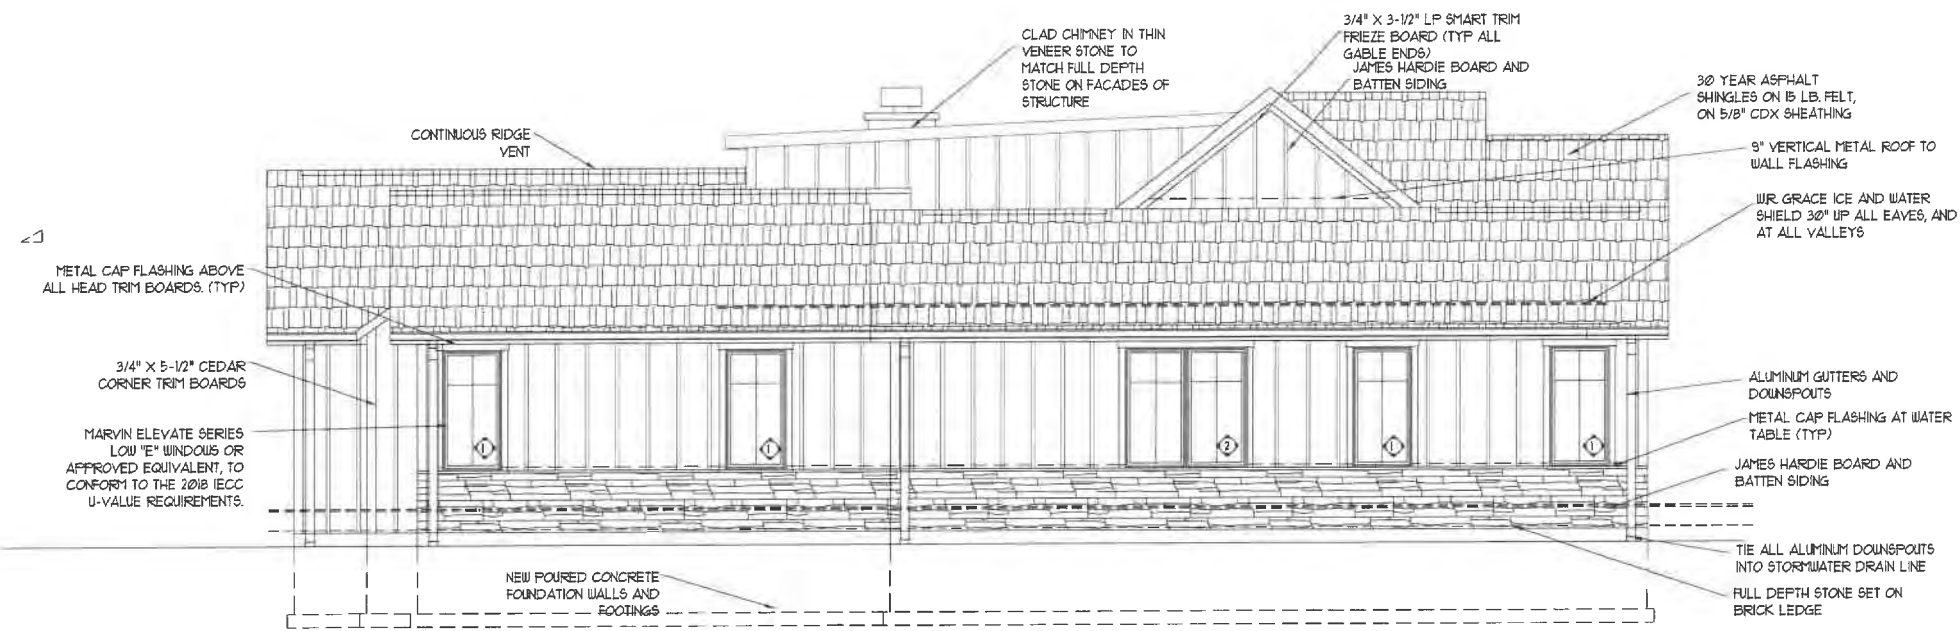 CLAD CHIMNEY IN THIN
VENEER STONE TO
MATCH FULL DEPTH
STONE ON FACADES OF
STRUCTURE
3/4" X 3-1/2" LP SMART TRIM
FRIEZE BOARD (TYP ALL
GABLE ENDS)
JAMES HARDIE BOARD AND
BATTEN SIDING
30 YEAR ASPHALT
SHINGLES ON 15 LB. FELT,
ON 5/8" CDX SHEATHING
CONTINUOUS RIDGE
VENT
9" VERTICAL METAL ROOF TO
WALL FLASHING
WR GRACE ICE AND WATER
SHIELD 30" UP ALL EAVES, AND
AT ALL VALLEYS
METAL CAP FLASHING ABOVE
ALL HEAD TRIM BOARDS. (TYP)
3/4" X 5-1/2" CEDAR
CORNER TRIM BOARDS
ALUMINUM GUTTERS AND
DOWNSPOUTS
METAL CAP FLASHING AT WATER
TABLE (TYP)
MARVIN ELEVATE SERIES
LOW "E" WINDOWS OR
APPROVED EQUIVALENT, TO
CONFORM TO THE 2018 IECC
U-VALUE REQUIREMENTS.
1
1
2
1
1
JAMES HARDIE BOARD AND
BATTEN SIDING
TIE ALL ALUMINUM DOWNSPOUTS
INTO STORMWATER DRAIN LINE
NEW POURED CONCRETE
FOUNDATION WALLS AND
FOOTINGS
FULL DEPTH STONE SET ON
BRICK LEDGE